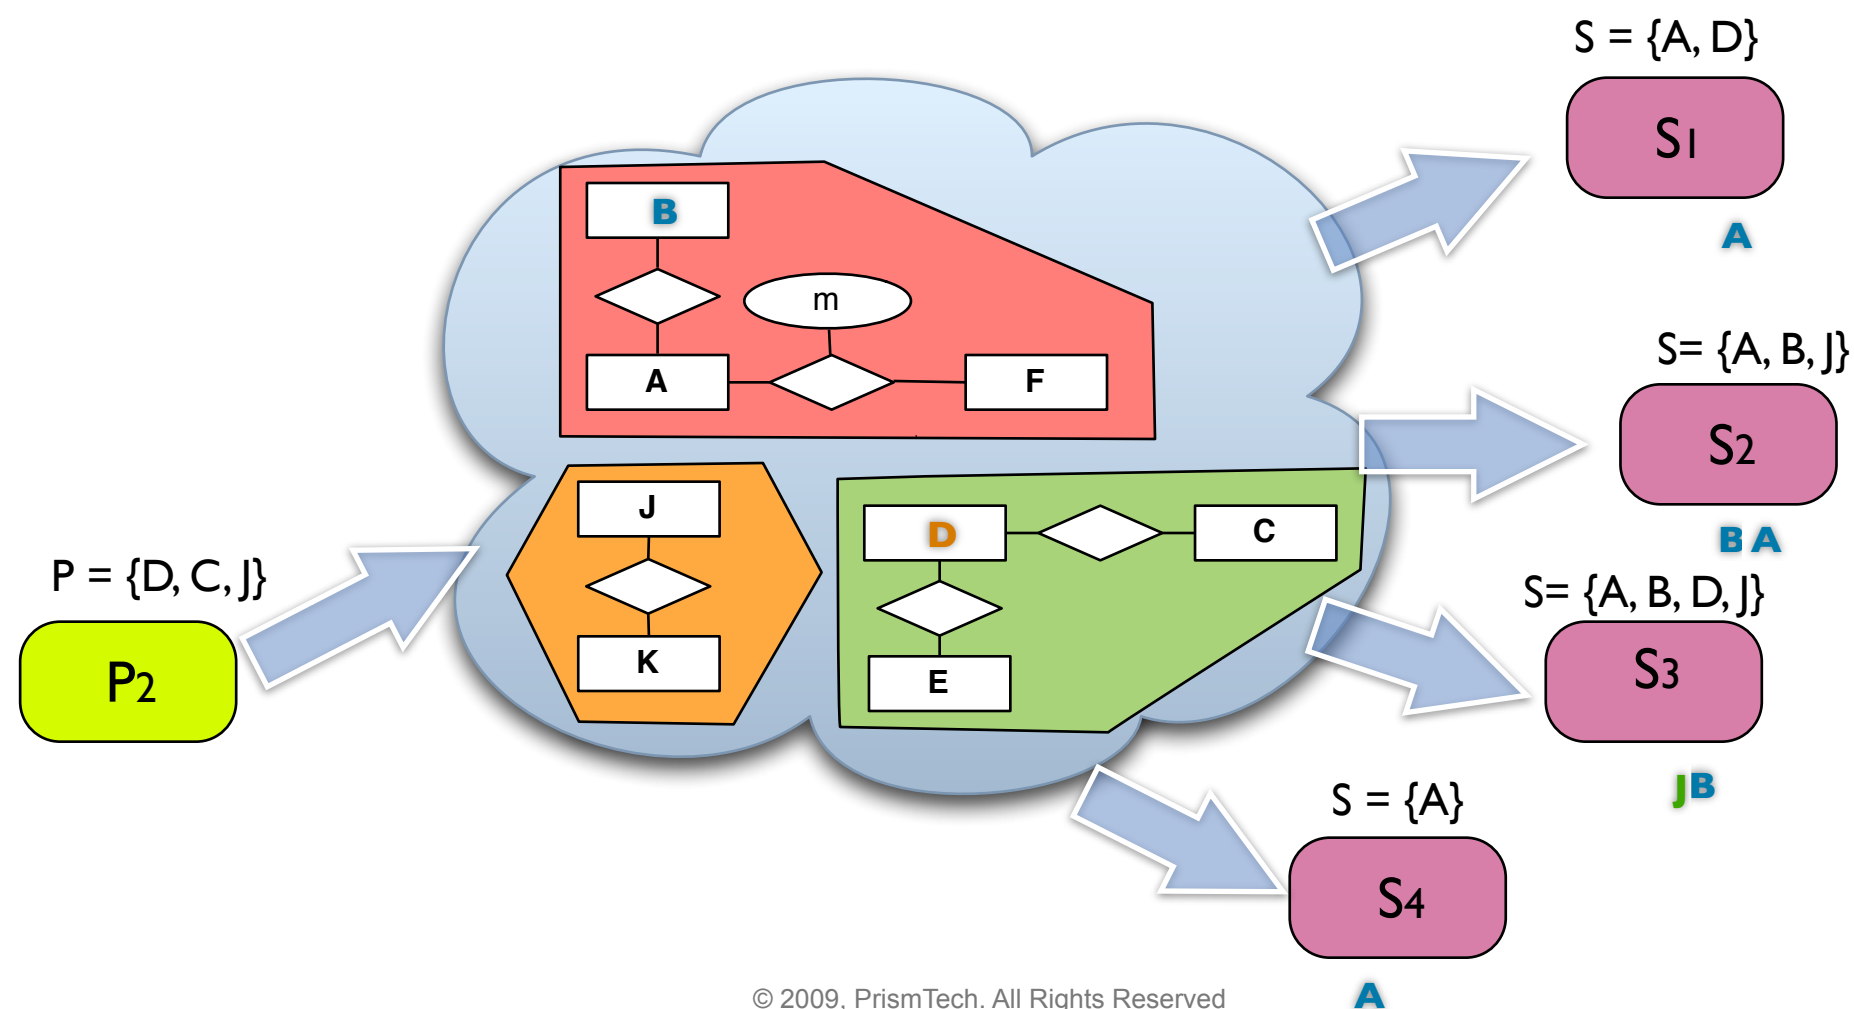 S = {A, D}
S1
A
B
m
A
F
S= {A, B, J}
S2
B A
J
D
C
P = {D, C, J}
P2
K
E
S= {A, B, D, J}
S3
JB
S = {A}
S4
A
© 2009, PrismTech. All Rights Reserved